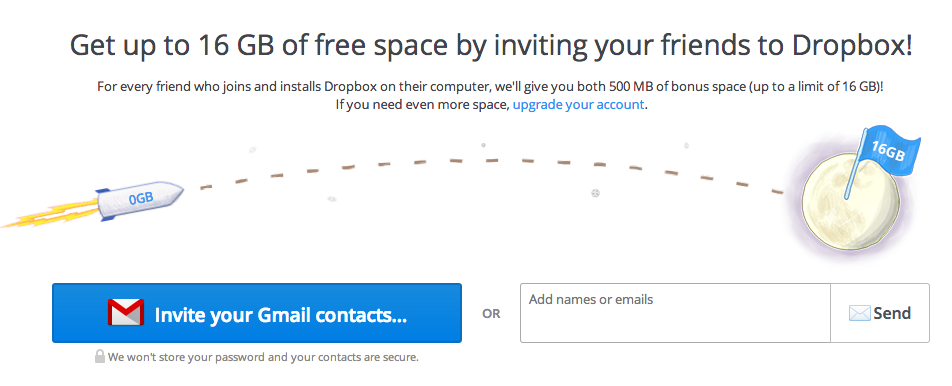 Get up to 16 GB of free space by inviting your friends to Dropbox!
For every friend who joins and installs Dropbox on their computer, we'll give you both 500 MB of bonus space (up to a limit of 16 GB)!
If you need even more space, upgrade your account.
16GB
0GB
Invite your Gmail contacts...
OR
Add names or emails
Send
We won't store your password and your contacts are secure.